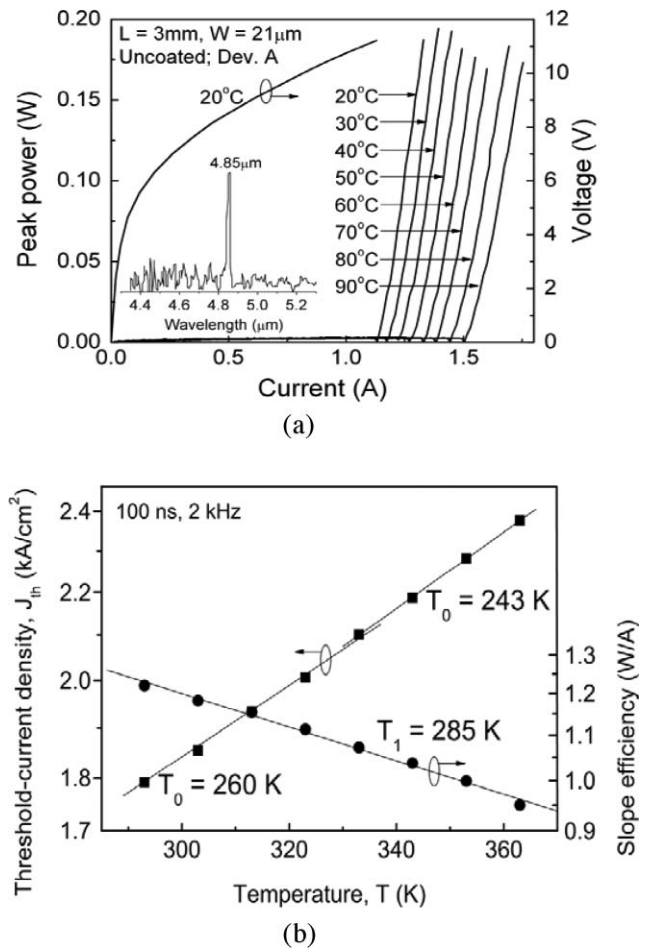 L = 3mm, W = 21μm
Uncoated; Dev. A
20°C
4.85μm
4.4 4.6 4.8 5.0 5.2
Wavelength (μm)
20°C
30°C
40°C
50°C
60°C
70°C
80°C
90°C
0.20
0.15
0.10
0.05
0.00
Peak power (W)
12
10
8
6
4
2
0
Voltage (V)
0.0 0.5 1.0 1.5
Current (A)
(a)
100 ns, 2 kHz
T0 = 243 K
T1 = 285 K
T0 = 260 K
2.4
2.2
2.0
1.8
1.7
Threshold-current density, Jth (kA/cm²)
1.3
1.2
1.1
1.0
0.9
Slope efficiency (W/A)
300 320 340 360
Temperature, T (K)
(b)